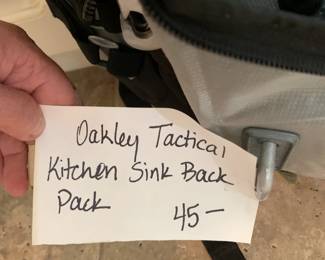 Oakley Tactical
Kitchen Sink Back
Pack 45-